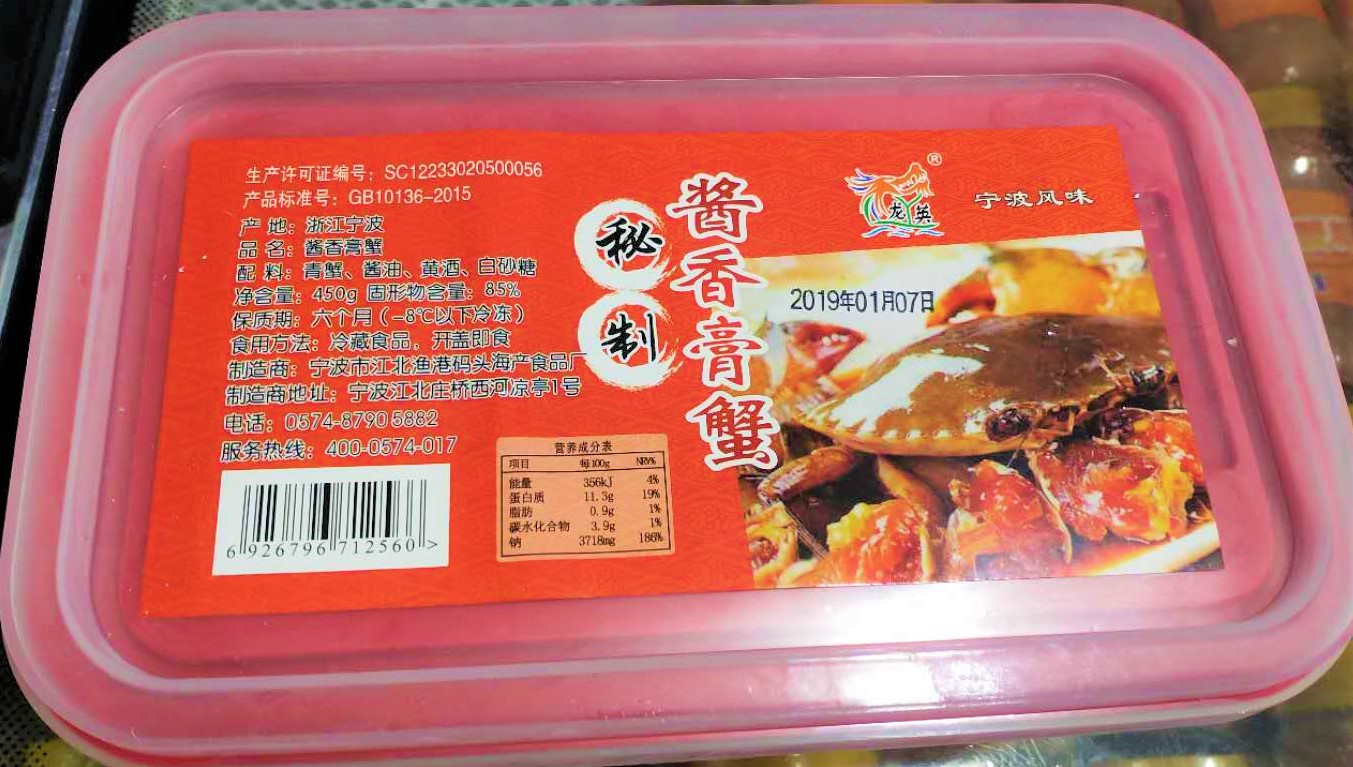 生产许可证编号：SC12233020500056
产品标准号：GB10136-2015
产 地：浙江宁波
品 名：酱香膏蟹
配 料：青蟹、酱油、黄酒、白砂糖
净含量：450g 固形物含量：85%
保质期：六个月（-8℃以下冷冻）
食用方法：冷藏食品，开盖即食
制造商：宁波市江北渔港码头海产食品厂
制造商地址：宁波江北庄桥西河凉亭1号
电话：0574-87905882
服务热线：400-0574-017
6 926796 712560 >
营养成分表
项目 每100g NRV%
能量 356kJ 4%
蛋白质 11.3g 19%
脂肪 0.9g 1%
碳水化合物 3.9g 1%
钠 3718mg 186%
秘制
酱香膏蟹
龙英®
宁波风味
2019年01月07日